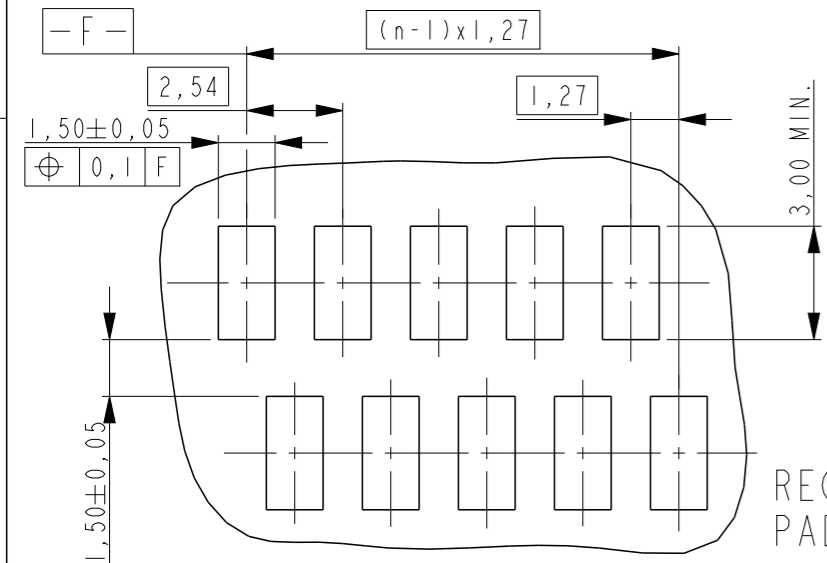 -F-
(n-1)x1,27
2,54
1,27
1,50±0,05
⌖ 0,1 F
3,00 MIN.
1,50±0,05